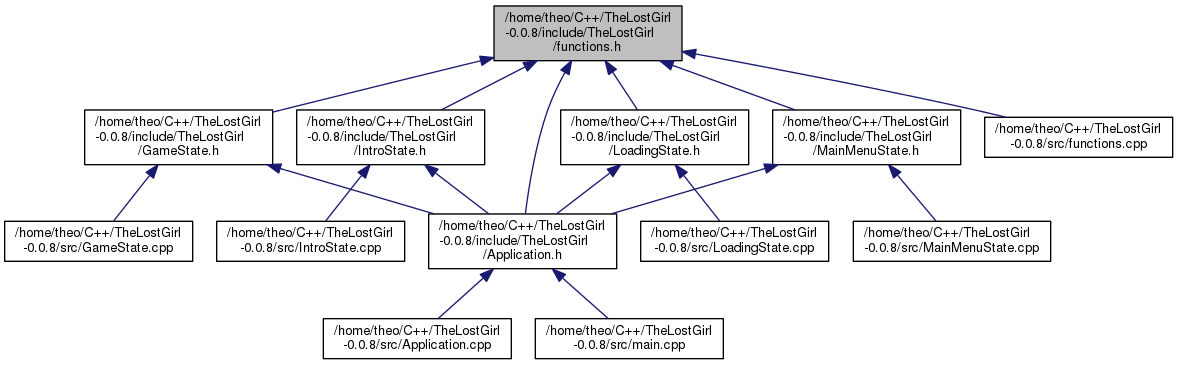 /home/theo/C++/TheLostGirl
-0.0.8/include/TheLostGirl
/functions.h
/home/theo/C++/TheLostGirl
-0.0.8/include/TheLostGirl
/GameState.h
/home/theo/C++/TheLostGirl
-0.0.8/include/TheLostGirl
/IntroState.h
/home/theo/C++/TheLostGirl
-0.0.8/include/TheLostGirl
/LoadingState.h
/home/theo/C++/TheLostGirl
-0.0.8/include/TheLostGirl
/MainMenuState.h
/home/theo/C++/TheLostGirl
-0.0.8/src/functions.cpp
/home/theo/C++/TheLostGirl
-0.0.8/src/GameState.cpp
/home/theo/C++/TheLostGirl
-0.0.8/src/IntroState.cpp
/home/theo/C++/TheLostGirl
-0.0.8/include/TheLostGirl
/Application.h
/home/theo/C++/TheLostGirl
-0.0.8/src/LoadingState.cpp
/home/theo/C++/TheLostGirl
-0.0.8/src/MainMenuState.cpp
/home/theo/C++/TheLostGirl
-0.0.8/src/Application.cpp
/home/theo/C++/TheLostGirl
-0.0.8/src/main.cpp